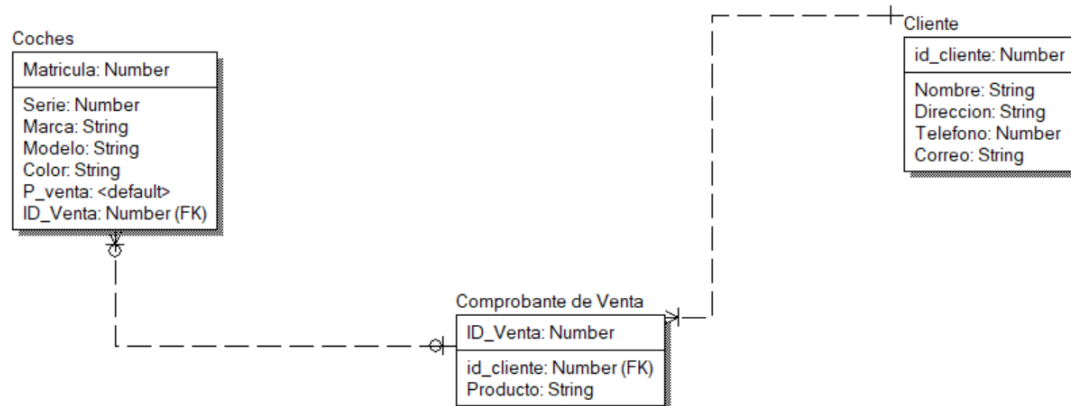 Coches
Matricula: Number
Serie: Number
Marca: String
Modelo: String
Color: String
P_venta: <default>
ID_Venta: Number (FK)
Cliente
id_cliente: Number
Nombre: String
Direccion: String
Telefono: Number
Correo: String
Comprobante de Venta
ID_Venta: Number
id_cliente: Number (FK)
Producto: String